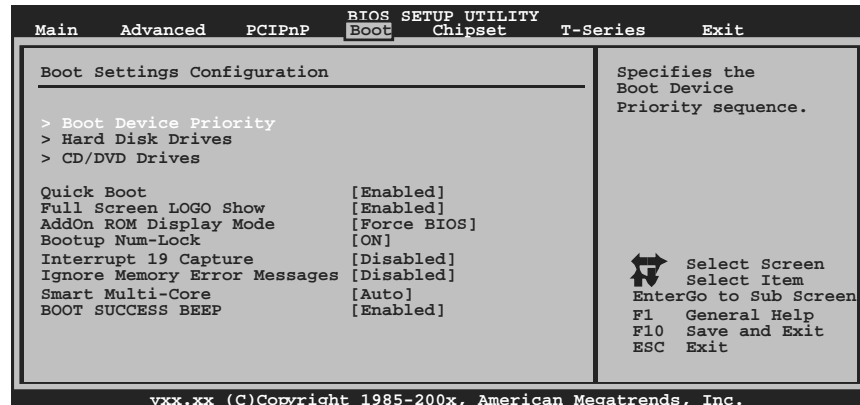 BIOS SETUP UTILITY
Main Advanced PCIPnP Boot Chipset T-Series Exit
Boot Settings Configuration
> Boot Device Priority
> Hard Disk Drives
> CD/DVD Drives
Quick Boot [Enabled]
Full Screen LOGO Show [Enabled]
AddOn ROM Display Mode [Force BIOS]
Bootup Num-Lock [ON]
Interrupt 19 Capture [Disabled]
Ignore Memory Error Messages [Disabled]
Smart Multi-Core [Auto]
BOOT SUCCESS BEEP [Enabled]
Specifies the
Boot Device
Priority sequence.
Select Screen
Select Item
EnterGo to Sub Screen
F1 General Help
F10 Save and Exit
ESC Exit
vxx.xx (C)Copyright 1985-200x, American Megatrends, Inc.